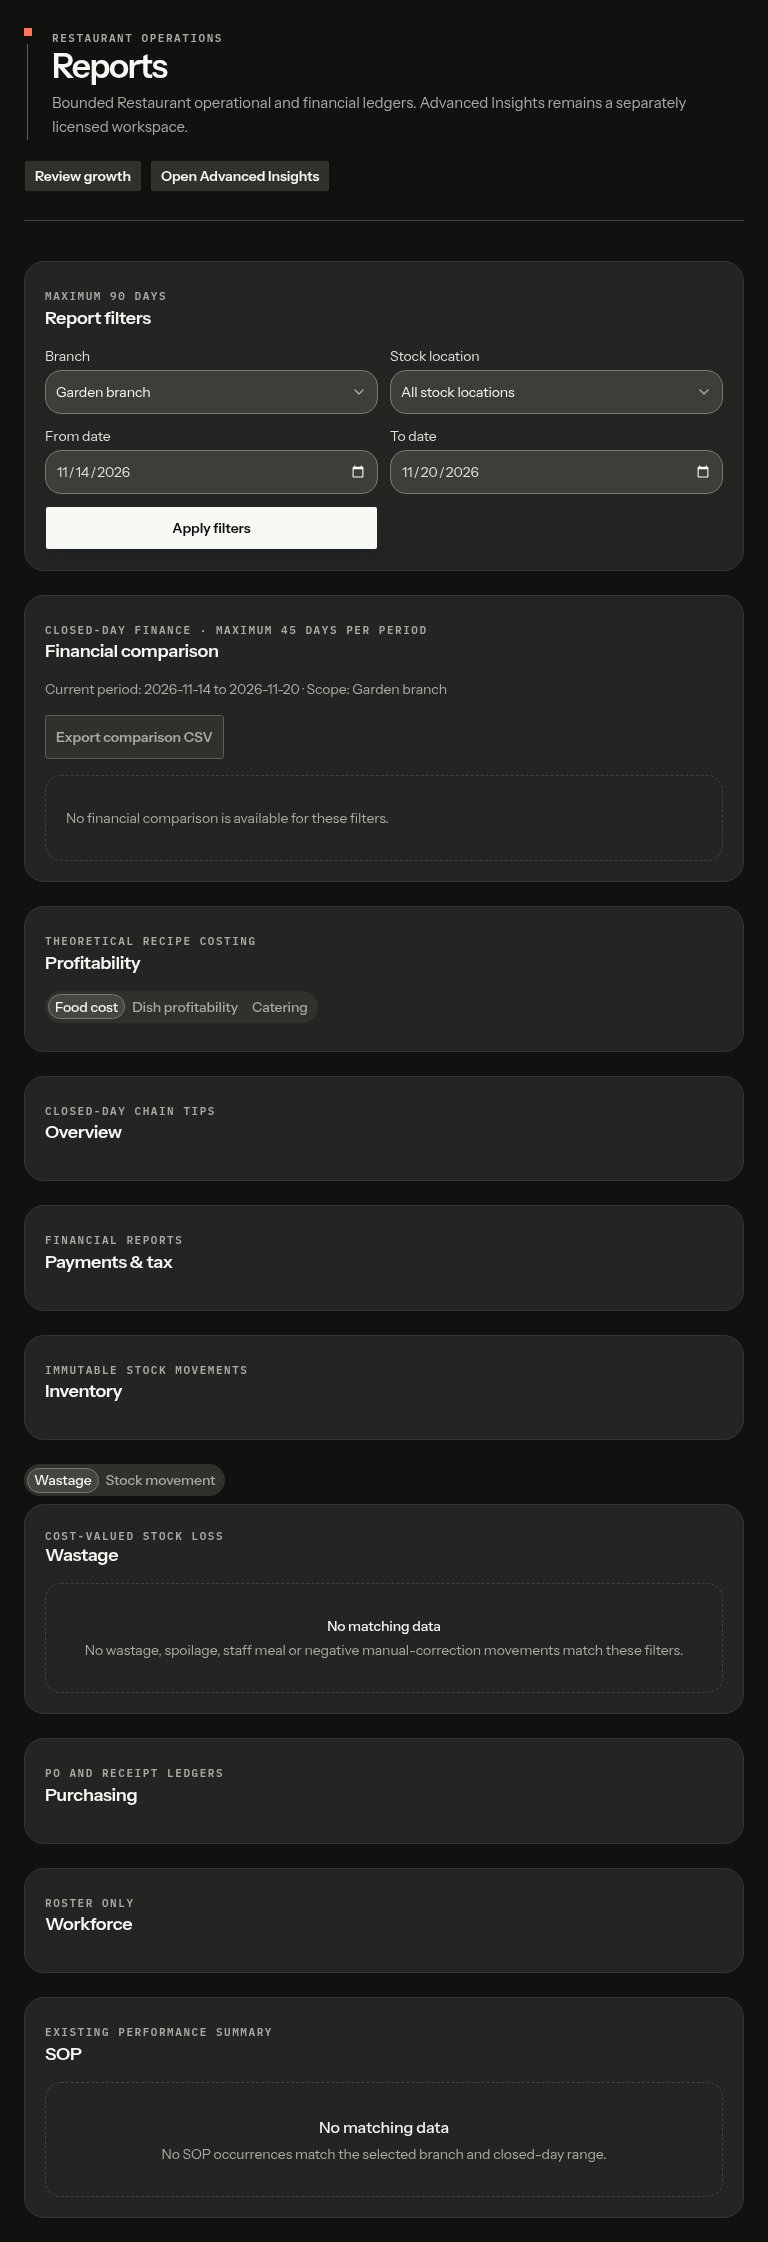 RESTAURANT OPERATIONS
Reports
Bounded Restaurant operational and financial ledgers. Advanced Insights remains a separately
licensed workspace.
Review growth
Open Advanced Insights
MAXIMUM 90 DAYS
Report filters
Branch
Stock location
Garden branch
All stock locations
From date
To date
11/14/2026
11/20/2026
Apply filters
CLOSED-DAY FINANCE · MAXIMUM 45 DAYS PER PERIOD
Financial comparison
Current period: 2026-11-14 to 2026-11-20 · Scope: Garden branch
Export comparison CSV
No financial comparison is available for these filters.
THEORETICAL RECIPE COSTING
Profitability
Food cost
Dish profitability
Catering
CLOSED-DAY CHAIN TIPS
Overview
FINANCIAL REPORTS
Payments & tax
IMMUTABLE STOCK MOVEMENTS
Inventory
Wastage
Stock movement
COST-VALUED STOCK LOSS
Wastage
No matching data
No wastage, spoilage, staff meal or negative manual-correction movements match these filters.
PO AND RECEIPT LEDGERS
Purchasing
ROSTER ONLY
Workforce
EXISTING PERFORMANCE SUMMARY
SOP
No matching data
No SOP occurrences match the selected branch and closed-day range.